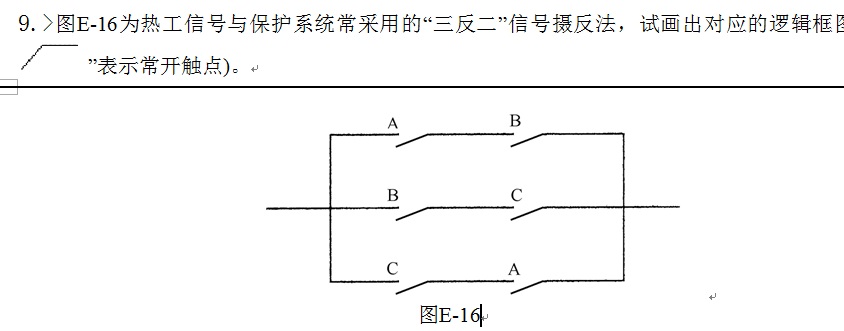 9. >图E-16为热工信号与保护系统常采用的“三反二”信号摄反法，试画出对应的逻辑框图
”表示常开触点)。
A B
B C
C A
图E-16